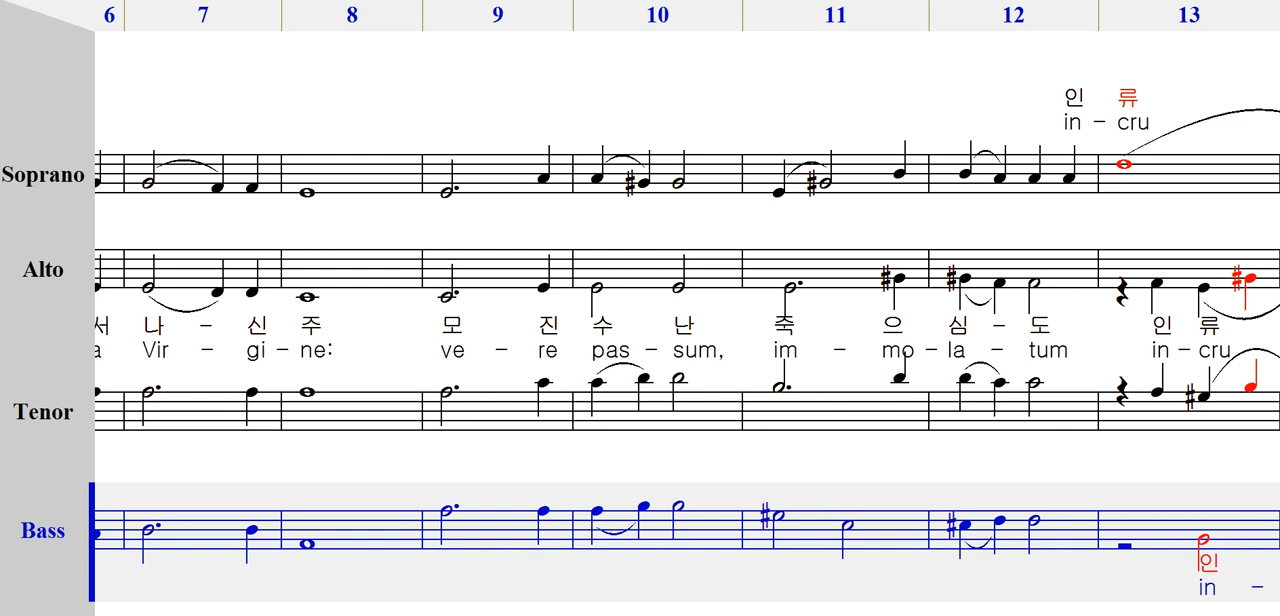 6 7 8 9 10 11 12 13
인 류
in – cru
Soprano
Alto
서 나 – 신 주 모 진 수 난 죽 으 심 – 도 인 류
a Vir – gi – ne: ve – re pas – sum, im – mo – la – tum in – cru
Tenor
Bass
인
in –